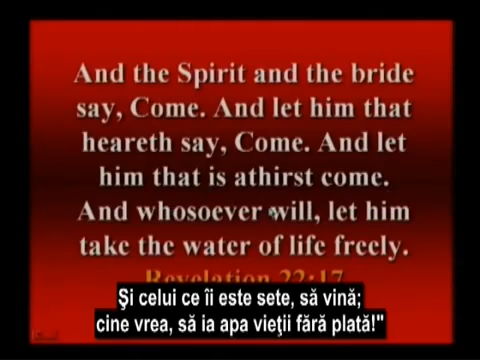 And the Spirit and the bride
say, Come. And let him that
heareth say, Come. And let
him that is athirst come.
And whosoever will, let him
take the water of life freely.
Revelation 22:17
Şi celui ce îi este sete, să vină;
cine vrea, să ia apa vieţii fără plată!"